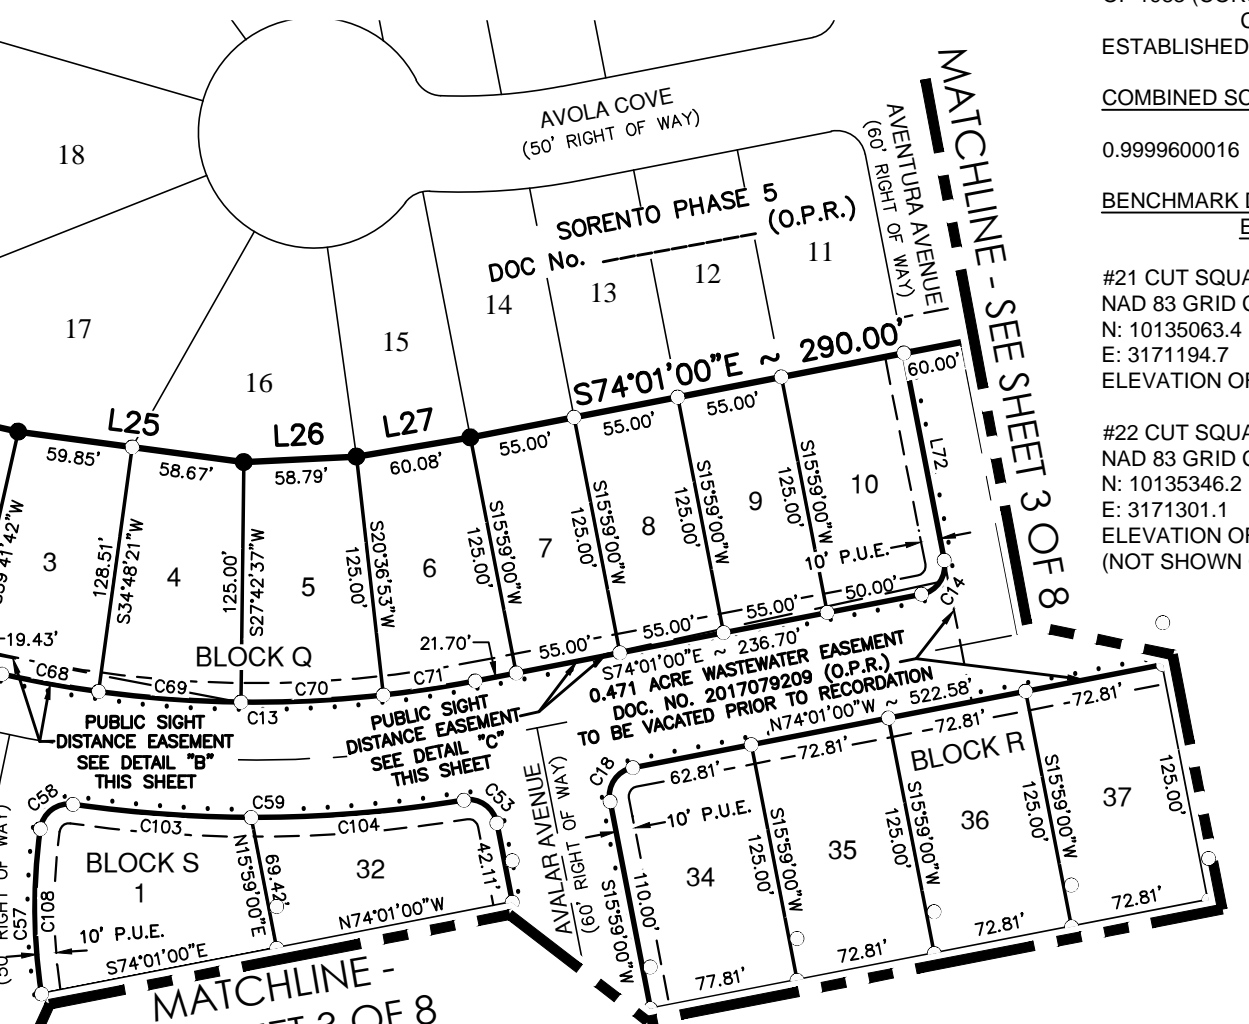 ESTABLISHED
COMBINED SC
0.9999600016
BENCHMARK D
#21 CUT SQUA
NAD 83 GRID C
N: 10135063.4
E: 3171194.7
ELEVATION OF
#22 CUT SQUA
NAD 83 GRID C
N: 10135346.2
E: 3171301.1
ELEVATION OF
(NOT SHOWN
AVOLA COVE
(50' RIGHT OF WAY)
AVENTURA AVENUE
(60' RIGHT OF WAY)
MATCHLINE - SEE SHEET 3 OF 8
SORENTO PHASE 5
DOC No. ____________ (O.P.R.)
18
17
16
15
14
13
12
11
S74°01'00"E ~ 290.00'
60.00'
L25
L26
L27
L72
59.85'
58.67'
58.79'
60.08'
55.00'
55.00'
55.00'
3
4
5
6
7
8
9
10
128.51'
S34°48'21"W
125.00'
S27°42'37"W
S20°36'53"W
125.00'
S15°59'00"W
125.00'
S15°59'00"W
125.00'
S15°59'00"W
125.00'
S15°59'00"W
125.00'
10' P.U.E.
BLOCK Q
19.43'
21.70'
55.00'
55.00'
55.00'
50.00'
C68
C69
C70
C71
C13
C14
S74°01'00"E ~ 236.70'
0.471 ACRE WASTEWATER EASEMENT
DOC. NO. 2017079209 (O.P.R.)
TO BE VACATED PRIOR TO RECORDATION
PUBLIC SIGHT
DISTANCE EASEMENT
SEE DETAIL "B"
THIS SHEET
PUBLIC SIGHT
DISTANCE EASEMENT
SEE DETAIL "C"
THIS SHEET
N74°01'00"W ~ 522.58'
62.81'
72.81'
72.81'
72.81'
BLOCK R
C18
10' P.U.E.
34
35
36
37
110.00'
S15°59'00"W
125.00'
S15°59'00"W
125.00'
S15°59'00"W
125.00'
S15°59'00"W
125.00'
77.81'
72.81'
72.81'
72.81'
AVALAR AVENUE
(60' RIGHT OF WAY)
C58
C59
C53
C103
C104
C57
C108
BLOCK S
1
32
N15°59'00"E
69.42'
42.11'
10' P.U.E.
S74°01'00"E
N74°01'00"W
RIGHT OF WAY)
MATCHLINE -
3 OF 8